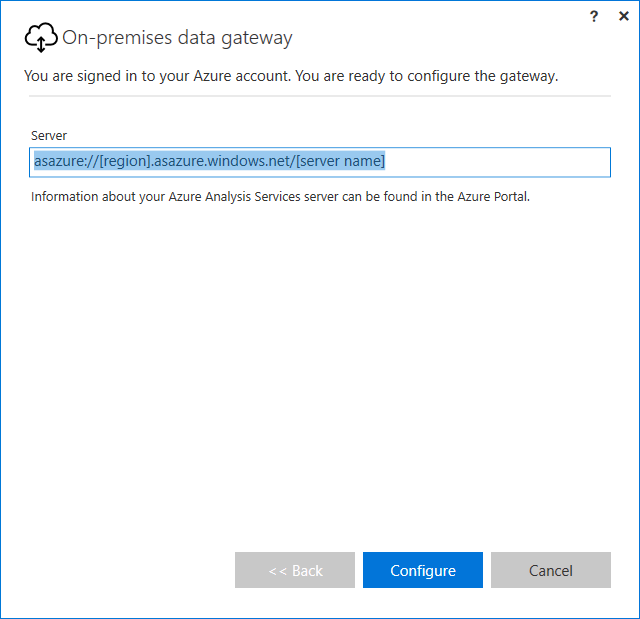 ? ×
On-premises data gateway
You are signed in to your Azure account. You are ready to configure the gateway.
Server
asazure://[region].asazure.windows.net/[server name]
Information about your Azure Analysis Services server can be found in the Azure Portal.
<< Back Configure Cancel